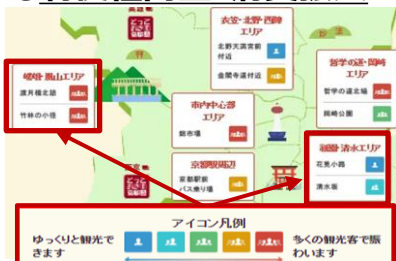 衣笠・北野・西陣
エリア
北野天満宮前
付近
金閣寺道付近
嵯峨・嵐山エリア
渡月橋北詰
竹林の小径
哲学の道・岡崎
エリア
哲学の道北端
岡崎公園
市内中心部
エリア
錦市場
京都駅周辺
京都駅前
バス乗り場
祇園・清水エリア
花見小路
清水坂
アイコン凡例
ゆっくりと観光で
きます
多くの観光客で賑
わいます